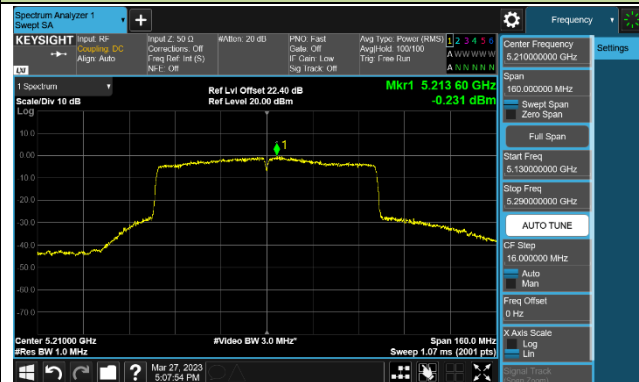 Spectrum Analyzer 1
Swept SA
Frequency
KEYSIGHT
Input: RF
Coupling: DC
Align: Auto
Input Z: 50 Ω
Corrections: Off
Freq Ref: Int (S)
NFE: Off
#Atten: 20 dB
PNO: Fast
Gate: Off
IF Gain: Low
Sig Track: Off
Avg Type: Power (RMS)
Avg|Hold: 100/100
Trig: Free Run
1 2 3 4 5 6
A W W W W W
A N N N N N
LXI
Center Frequency
5.210000000 GHz
Settings
Span
160.000000 MHz
Swept Span
Zero Span
Full Span
Start Freq
5.130000000 GHz
Stop Freq
5.290000000 GHz
AUTO TUNE
CF Step
16.000000 MHz
Auto
Man
Freq Offset
0 Hz
X Axis Scale
Log
Lin
Signal Track
(Span Zoom)
1 Spectrum
Scale/Div 10 dB
Log
Ref Lvl Offset 22.40 dB
Ref Level 20.00 dBm
Mkr1 5.213 60 GHz
-0.231 dBm
1
10.0
0.00
-10.0
-20.0
-30.0
-40.0
-50.0
-60.0
-70.0
Center 5.21000 GHz
#Res BW 1.0 MHz
#Video BW 3.0 MHz*
Span 160.0 MHz
Sweep 1.07 ms (2001 pts)
Mar 27, 2023
5:07:54 PM